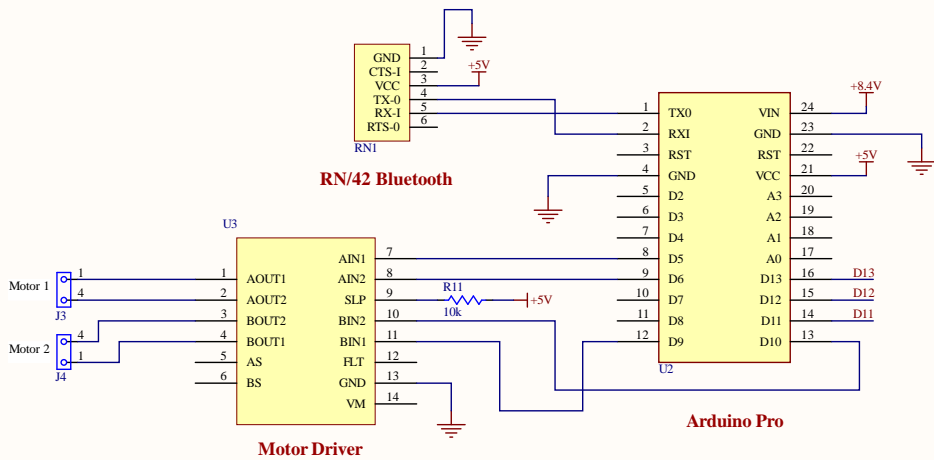 GND 1
CTS-I 2
VCC 3
TX-0 4
RX-I 5
RTS-0 6
+5V
RN1
RN/42 Bluetooth
1 TX0 VIN 24
2 RXI GND 23
3 RST RST 22
4 GND VCC 21
5 D2 A3 20
6 D3 A2 19
7 D4 A1 18
8 D5 A0 17
9 D6 D13 16
10 D7 D12 15
11 D8 D11 14
12 D9 D10 13
+8.4V
+5V
D13
D12
D11
U2
Arduino Pro
U3
AIN1 7
1 AOUT1 AIN2 8
2 AOUT2 SLP 9
3 BOUT2 BIN2 10
4 BOUT1 BIN1 11
5 AS FLT 12
6 BS GND 13
VM 14
R11
10k
+5V
Motor 1
1
4
J3
Motor 2
4
1
J4
Motor Driver